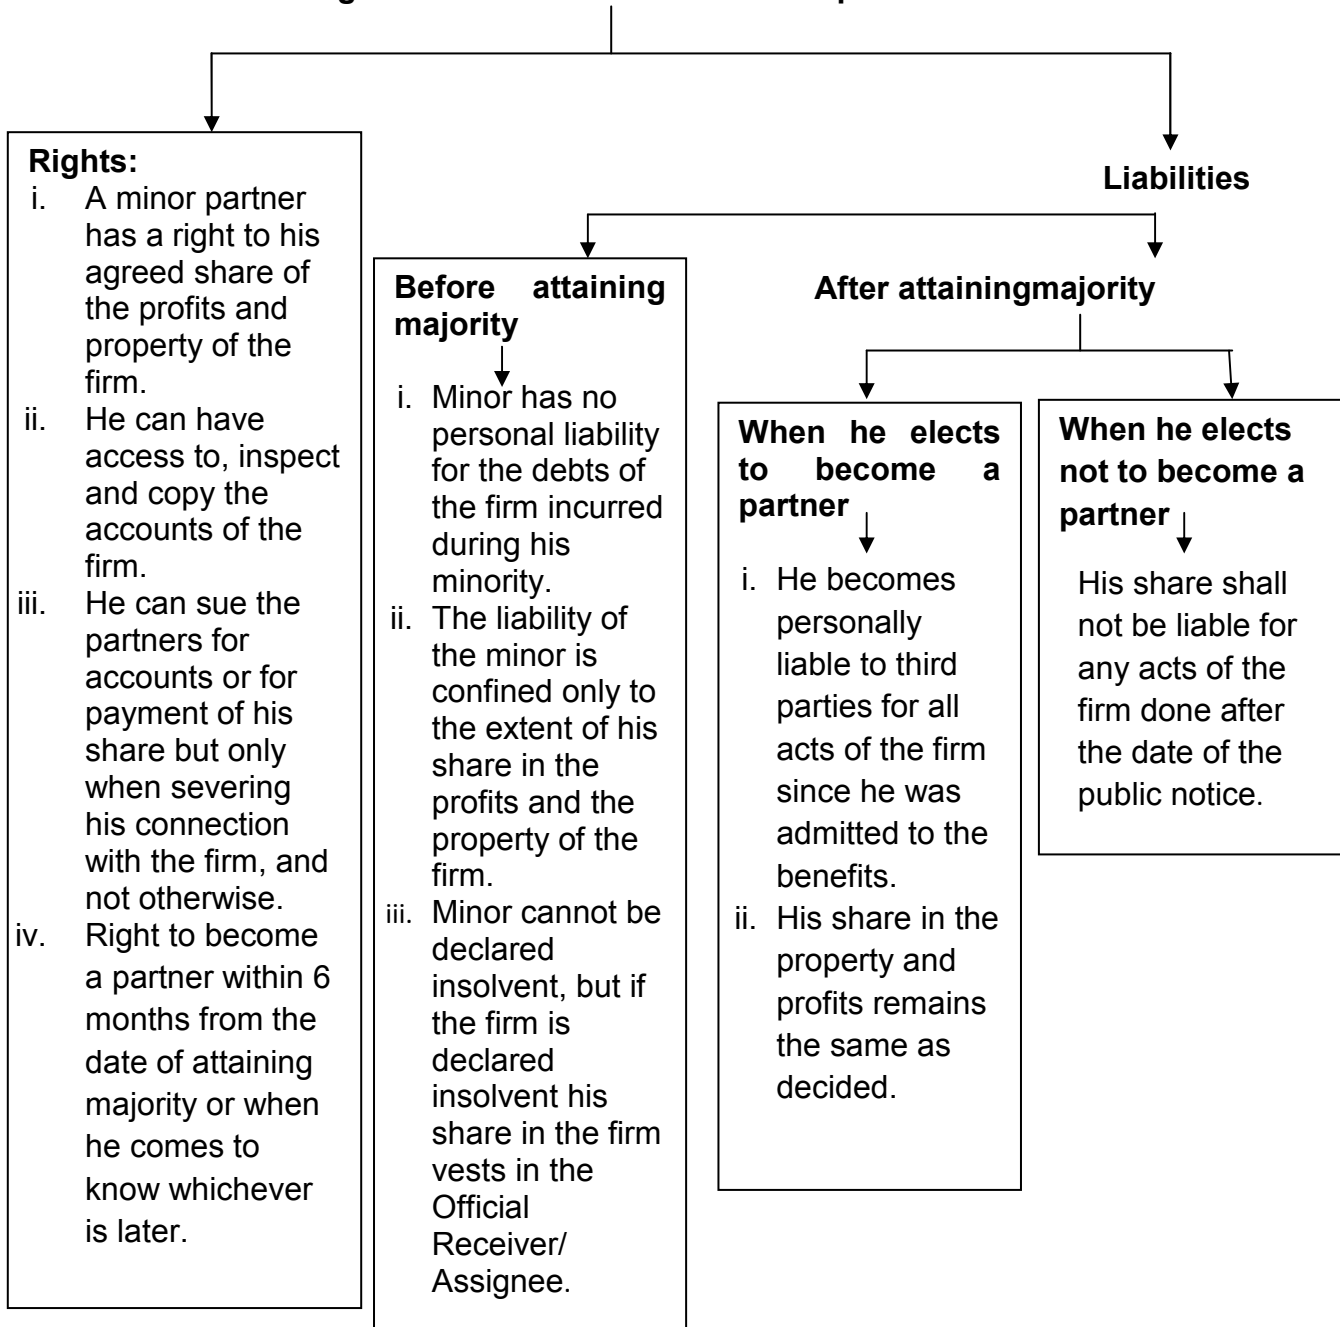 Rights:
i. A minor partner
has a right to his
agreed share of
the profits and
property of the
firm.
ii. He can have
access to, inspect
and copy the
accounts of the
firm.
iii. He can sue the
partners for
accounts or for
payment of his
share but only
when severing
his connection
with the firm, and
not otherwise.
iv. Right to become
a partner within 6
months from the
date of attaining
majority or when
he comes to
know whichever
is later.
Liabilities
Before attaining
majority
i. Minor has no
personal liability
for the debts of
the firm incurred
during his
minority.
ii. The liability of
the minor is
confined only to
the extent of his
share in the
profits and the
property of the
firm.
iii. Minor cannot be
declared
insolvent, but if
the firm is
declared
insolvent his
share in the firm
vests in the
Official
Receiver/
Assignee.
After attainingmajority
When he elects
to become a
partner
i. He becomes
personally
liable to third
parties for all
acts of the firm
since he was
admitted to the
benefits.
ii. His share in the
property and
profits remains
the same as
decided.
When he elects
not to become a
partner
His share shall
not be liable for
any acts of the
firm done after
the date of the
public notice.